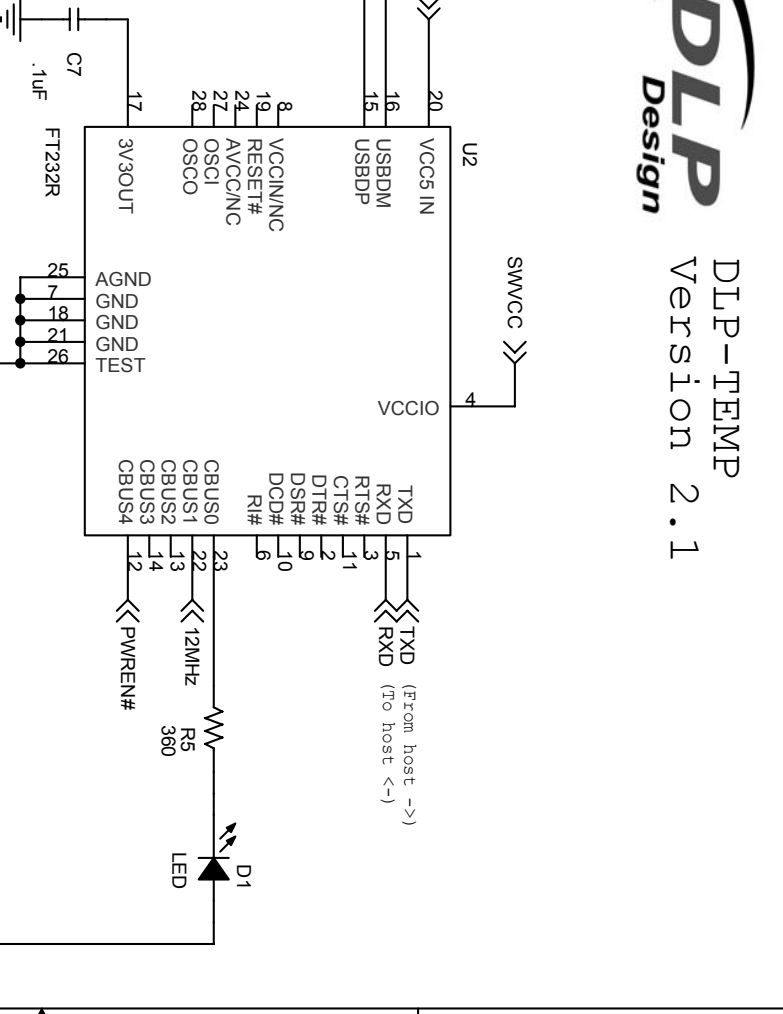 DLP
Design
DLP-TEMP
Version 2.1
C7
.1uF
17
28
27
24
19
8
15
16
20
U2
FT232R
3V3OUT
OSCO
OSCI
AVCC/NC
RESET#
VCCIN/NC
USBDP
USBDM
VCC5 IN
SWVCC
25
AGND
7
GND
18
GND
21
GND
26
TEST
VCCIO
4
CBUS4
CBUS3
CBUS2
CBUS1
CBUS0
RI#
DCD#
DSR#
DTR#
CTS#
RTS#
RXD
TXD
12
14
13
22
23
6
10
9
2
11
3
5
1
PWREN#
12MHz
RXD (To host <-)
TXD (From host ->)
R5
360
D1
LED